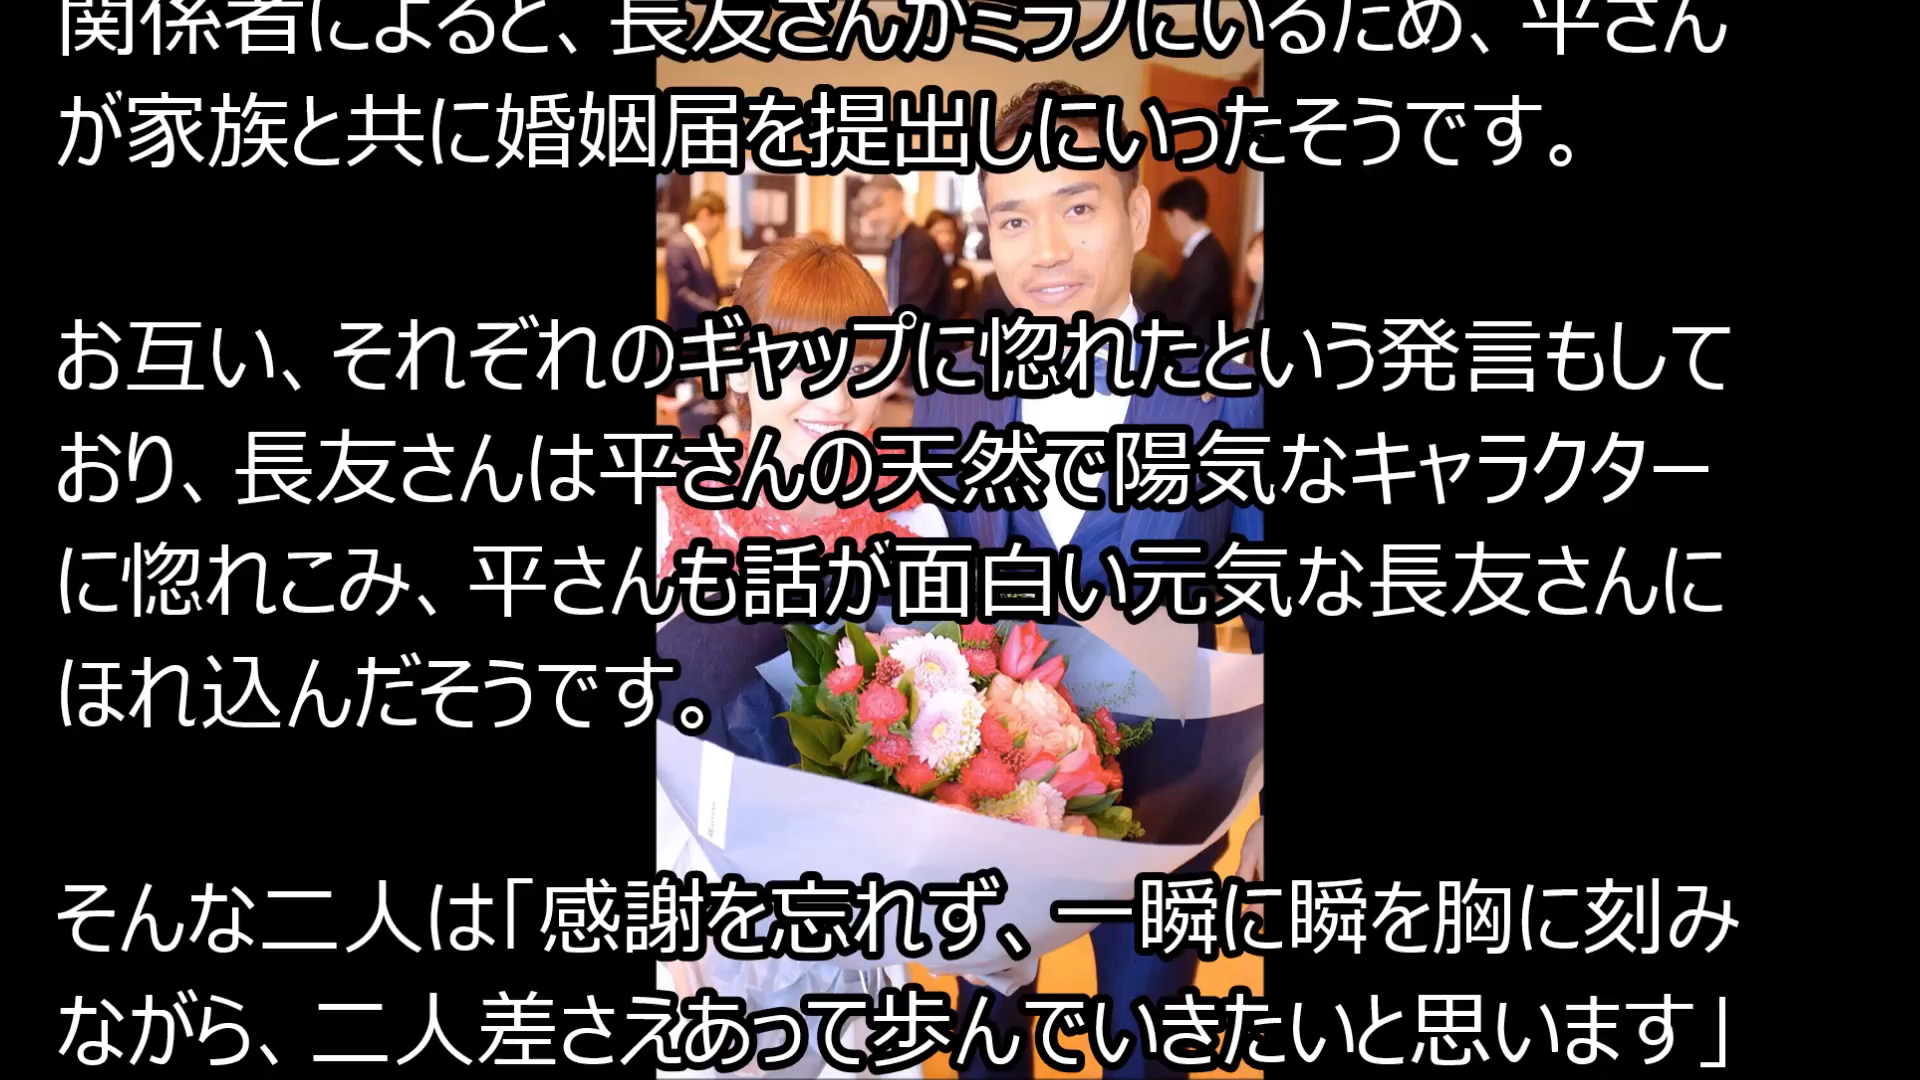 関係者によると、長友さんがミラノにいるため、平さん
が家族と共に婚姻届を提出しにいったそうです。
お互い、それぞれのギャップに惚れたという発言もして
おり、長友さんは平さんの天然で陽気なキャラクター
に惚れこみ、平さんも話が面白い元気な長友さんに
ほれ込んだそうです。
そんな二人は「感謝を忘れず、一瞬に瞬を胸に刻み
ながら、二人差さえあって歩んでいきたいと思います」